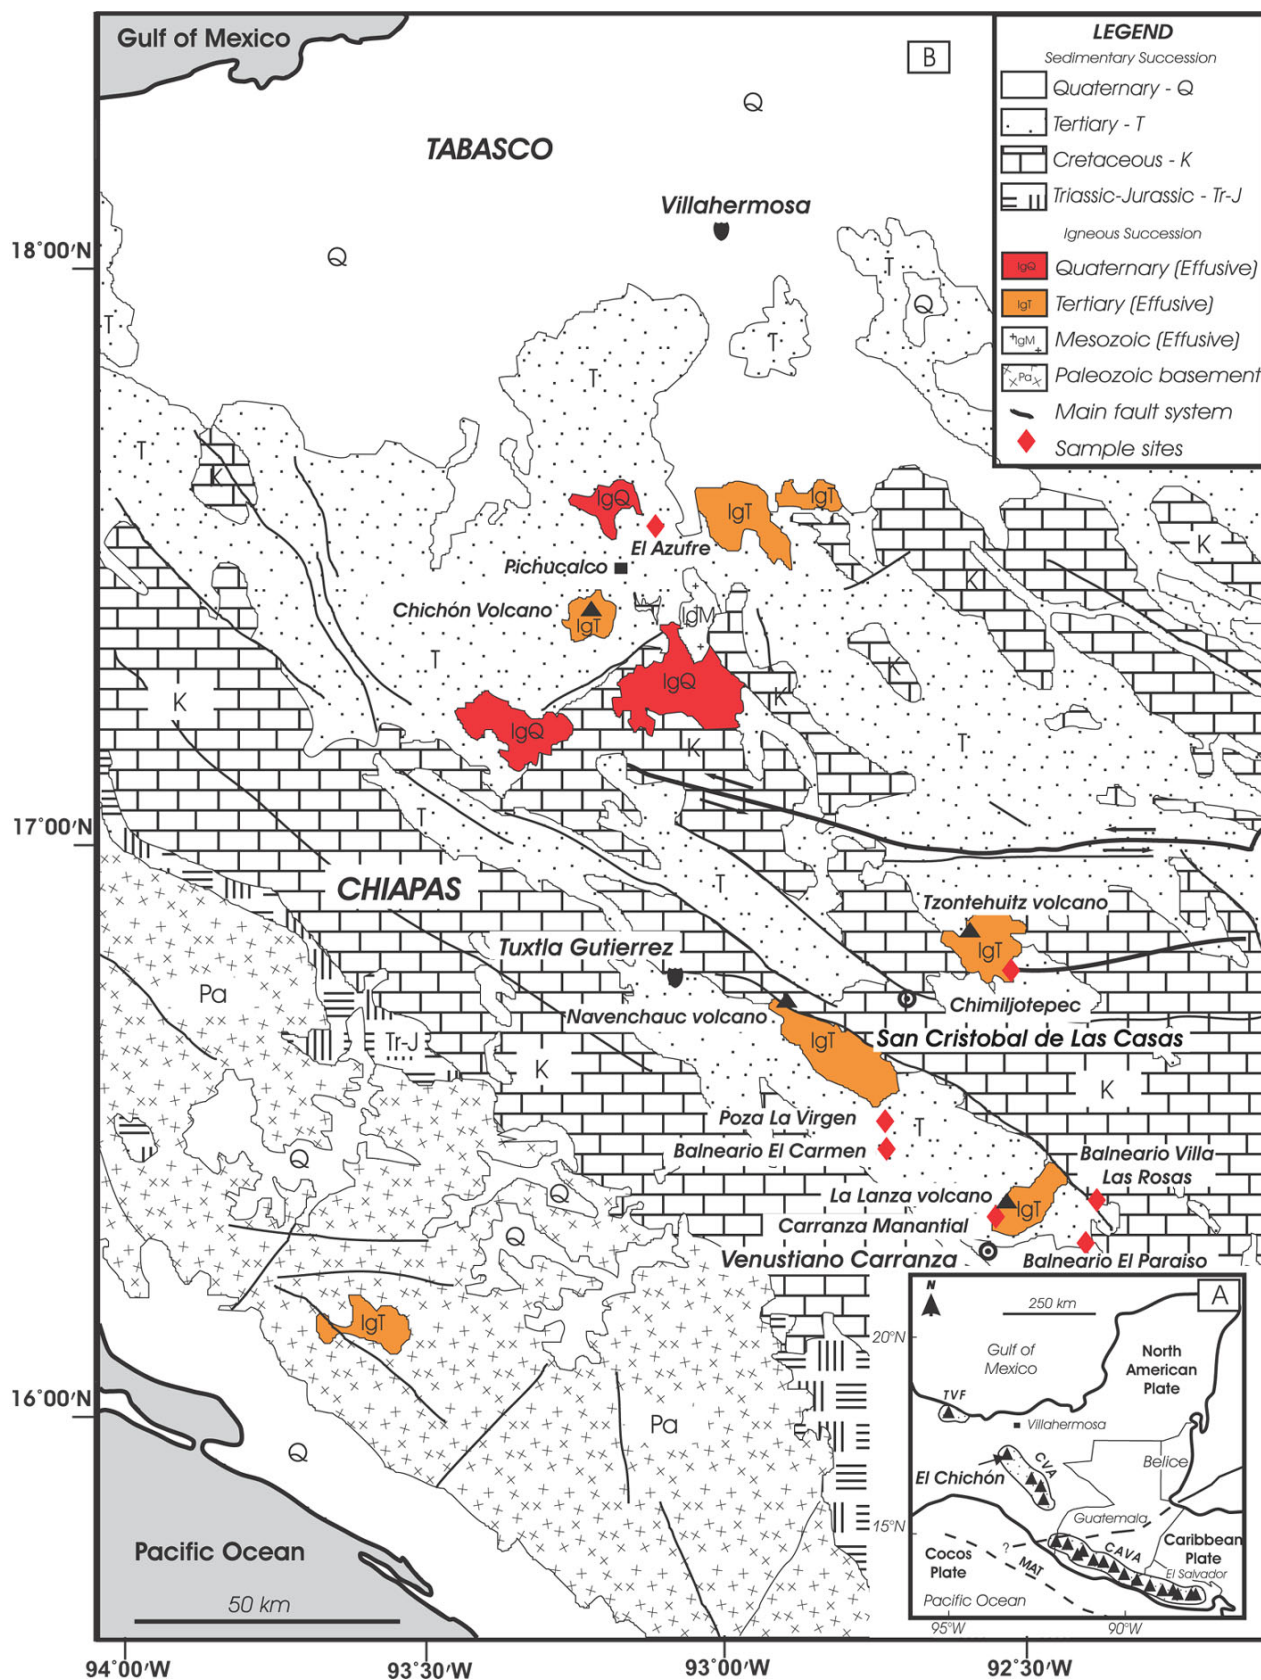 Gulf of Mexico
B
Q
TABASCO
Villahermosa
Q
18°00'N
T
Q
T
T
T
LEGEND
Sedimentary Succession
Quaternary - Q
Tertiary - T
Cretaceous - K
Triassic-Jurassic - Tr-J
Igneous Succession
IgQ Quaternary (Effusive)
IgT Tertiary (Effusive)
IgM Mesozoic (Effusive)
Pa Paleozoic basement
Main fault system
Sample sites
T
K
IgQ
IgT
IgT
El Azufre
Pichucalco
K
K
Chichón Volcano
IgT
IgM
T
K
K
IgQ
K
IgQ
K
T
T
T
17°00'N
CHIAPAS
T
Tzontehuitz volcano
IgT
Tuxtla Gutierrez
Pa
Chimiljotepec
Navenchauc volcano
IgT
San Cristobal de Las Casas
Tr-J
K
K
Poza La Virgen
T
Balneario El Carmen
Balneario Villa
Las Rosas
Q
Q
La Lanza volcano
IgT
Carranza Manantial
Q
Venustiano Carranza
Balneario El Paraiso
IgT
16°00'N
Pa
Q
Pacific Ocean
50 km
94°00'W
93°30'W
93°00'W
92°30'W
N
250 km
A
20°N
Gulf of
Mexico
North
American
Plate
TVF
Villahermosa
El Chichón
CVA
Belice
Guatemala
15°N
?
CAVA
Caribbean
Plate
El Salvador
Cocos
Plate
MAT
Pacific Ocean
95°W
90°W